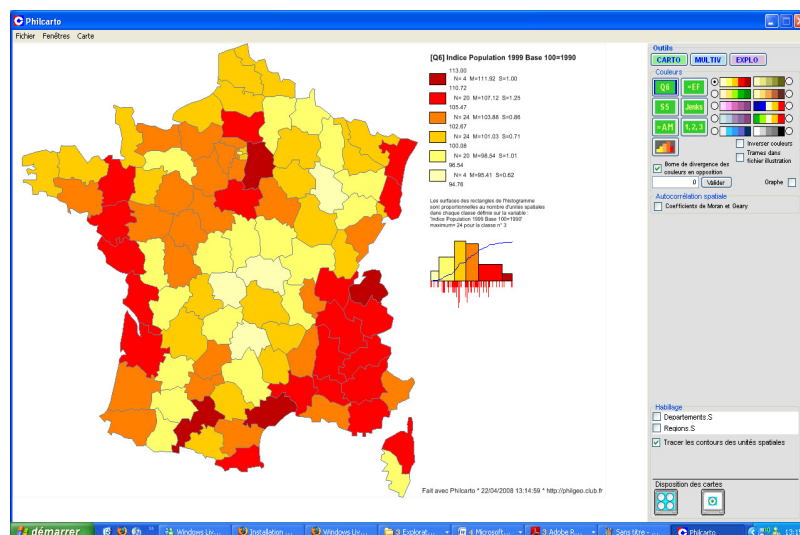 Philcarto
Fichier Fenêtres Carte
[Q6] Indice Population 1999 Base 100=1990
113.00
N= 4 M=111.92 S=1.00
110.72
N= 20 M=107.12 S=1.25
105.47
N= 24 M=103.88 S=0.86
102.67
N= 24 M=101.03 S=0.71
100.08
N= 20 M=98.54 S=1.01
96.54
N= 4 M=95.41 S=0.62
94.76
Les surfaces des rectangles de l'histogramme
sont proportionnelles au nombre d'unités spatiales
dans chaque classe définie sur la variable :
'Indice Population 1999 Base 100=1990'
maximum= 24 pour la classe n° 3
Fait avec Philcarto * 22/04/2008 13:14:59 * http://philgeo.club.fr
Outils
CARTO MULTIV EXPLO
Couleurs
Q6 =EF
S5 Jenks
=AM 1,2,3
Inverser couleurs
Trames dans
fichier illustration
Borne de divergence des
couleurs en opposition
0 Valider Graphe
Autocorrélation spatiale
Coefficients de Moran et Geary
Habillage
Departements.S
Regions.S
Tracer les contours des unités spatiales
Disposition des cartes
démarrer Windows Liv... Installation ... Windows Liv... 3 Explorat... 4 Microsoft... 3 Adobe R... Sans titre - ... Philcarto